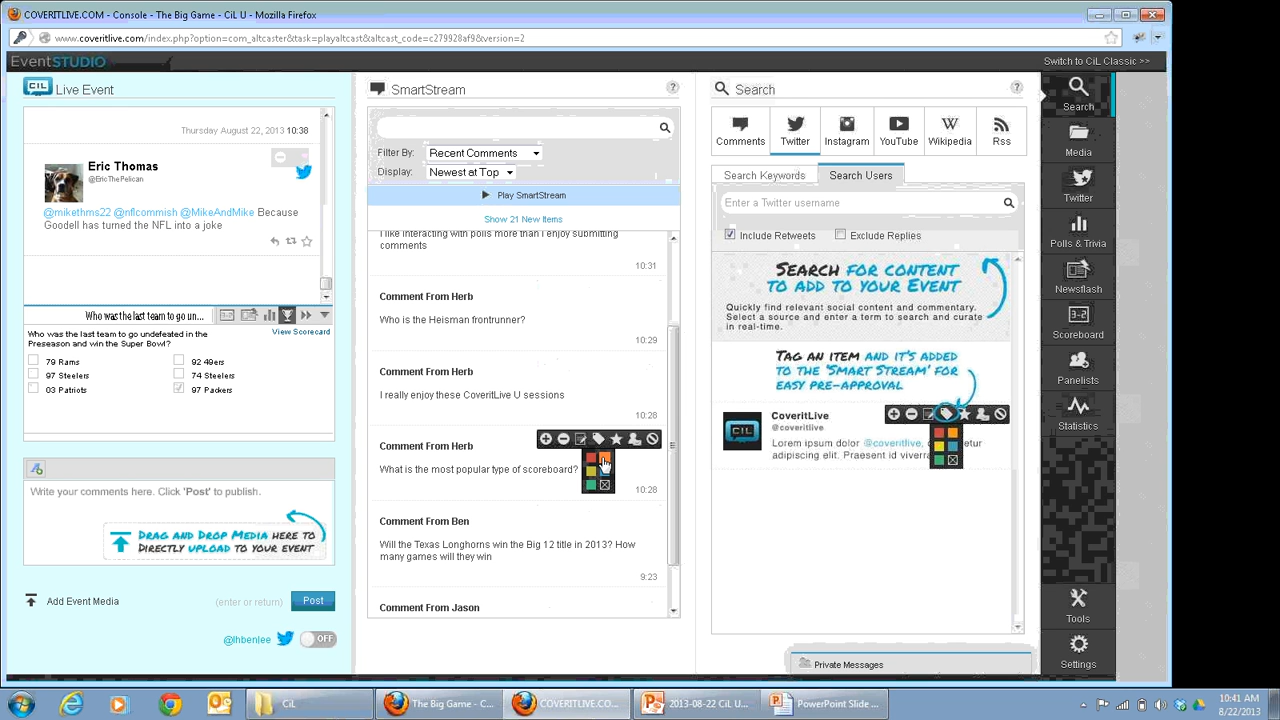 COVERITLIVE.COM - Console - The Big Game - CiL U - Mozilla Firefox
www.coveritlive.com/index.php?option=com_altcaster&task=playaltcast&altcast_code=c279928af9&version=2
EventSTUDIO
Switch to CiL Classic >>
CiL Live Event
Thursday August 22, 2013 10:38
Eric Thomas
@EricThePelican
@mikethms22 @nflcommish @MikeAndMike Because
Goodell has turned the NFL into a joke
Who was the last team to go un...
Who was the last team to go undefeated in the
Preseason and win the Super Bowl?
View Scorecard
79 Rams
92 49ers
97 Steelers
74 Steelers
03 Patriots
97 Packers
Write your comments here. Click 'Post' to publish.
Drag and Drop Media here to
Directly upload to your event
Add Event Media
(enter or return)
Post
@lhbenlee
OFF
SmartStream
?
Filter By:
Recent Comments
Display:
Newest at Top
Play SmartStream
Show 21 New Items
I like interacting with polls more than I enjoy submitting
comments
10:31
Comment From Herb
Who is the Heisman frontrunner?
10:29
Comment From Herb
I really enjoy these CoveritLive U sessions
10:28
Comment From Herb
What is the most popular type of scoreboard?
10:28
Comment From Ben
Will the Texas Longhorns win the Big 12 title in 2013? How
many games will they win
9:23
Comment From Jason
Search
?
Comments
Twitter
Instagram
YouTube
W
Wikipedia
Rss
Search Keywords
Search Users
Enter a Twitter username
Include Retweets
Exclude Replies
Search for content
to add to your Event
Quickly find relevant social content and commentary.
Select a source and enter a term to search and curate
in real-time.
Tag an item and it's added
to the 'Smart Stream' for
easy pre-approval
CiL
CoveritLive
@coveritlive
Lorem ipsum dolor @coveritlive, c ctetur
adipiscing elit. Praesent id viverra
Private Messages
Search
Media
Twitter
Polls & Trivia
Newsflash
3-2
Scoreboard
Panelists
Statistics
Tools
Settings
CiL
The Big Game - C...
COVERITLIVE.CO...
2013-08-22 CiL U...
PowerPoint Slide ...
10:41 AM
8/22/2013